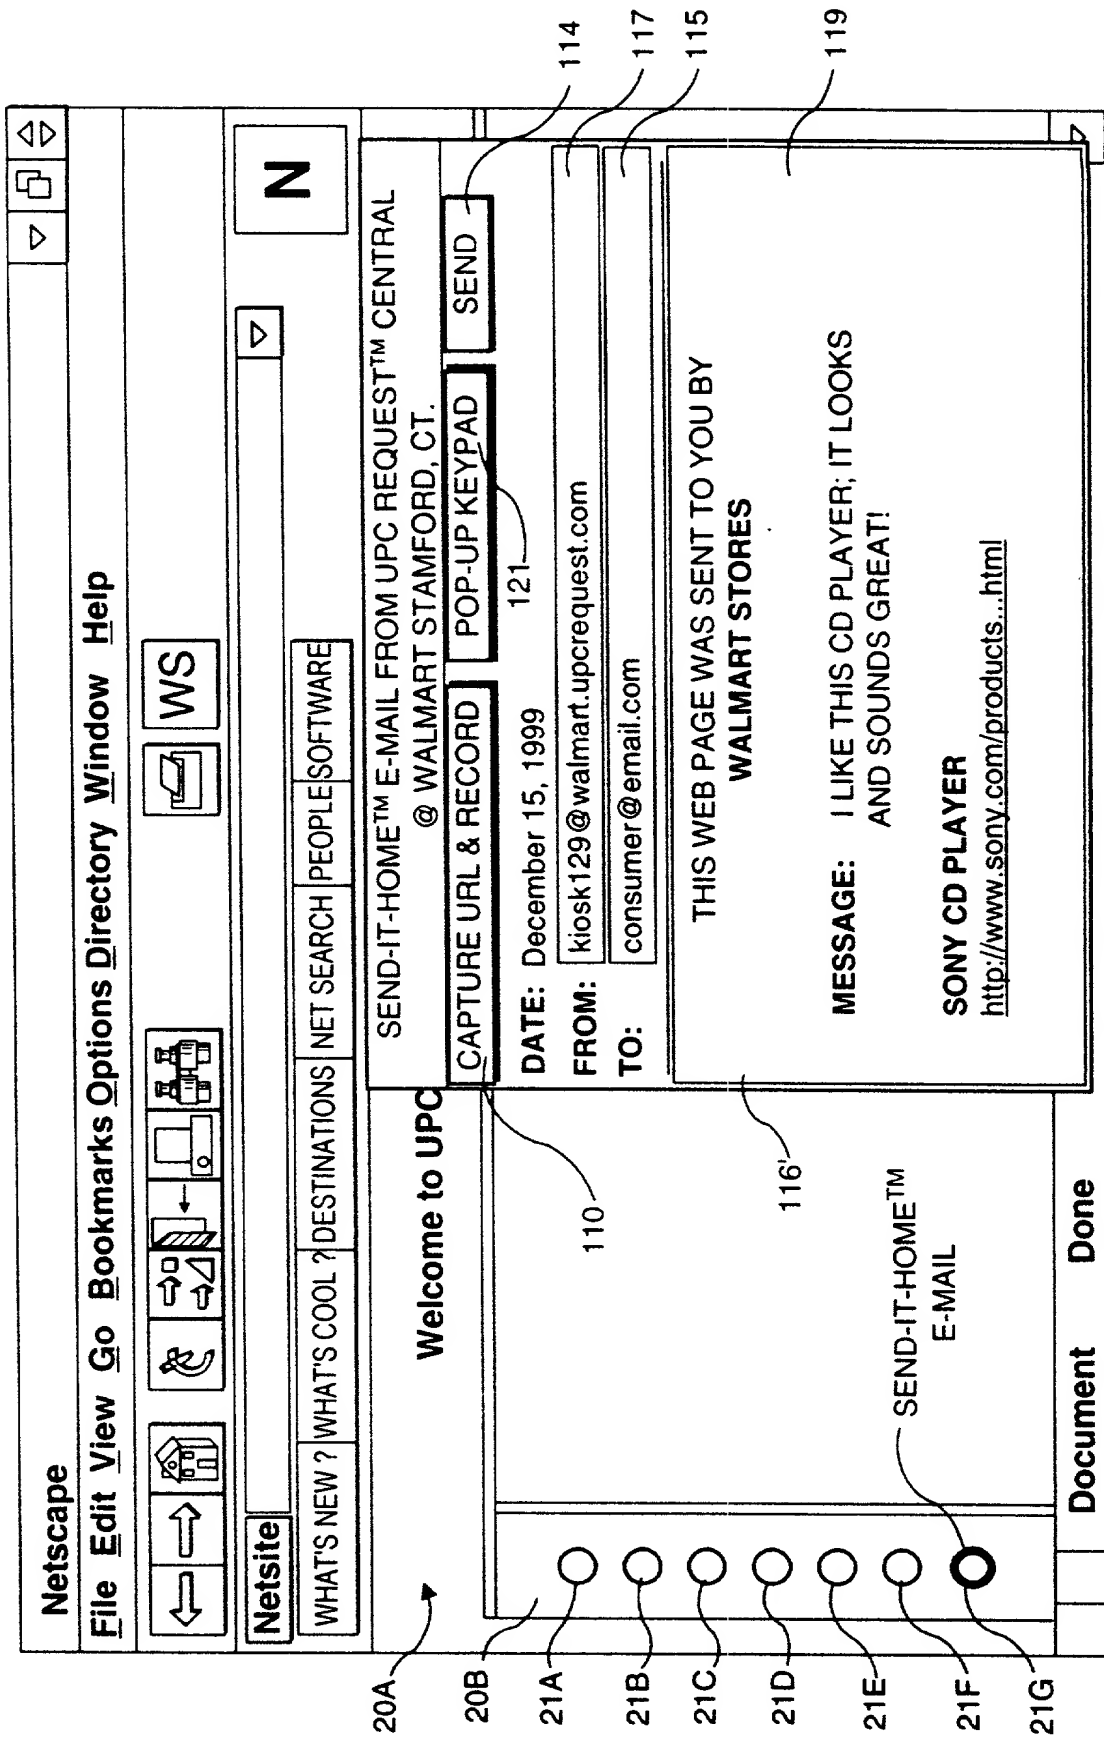 Netscape
File Edit View Go Bookmarks Options Directory Window Help
WS
Netsite
N
WHAT'S NEW ? WHAT'S COOL ? DESTINATIONS NET SEARCH PEOPLE SOFTWARE
Welcome to UPC
SEND-IT-HOME™ E-MAIL FROM UPC REQUEST™ CENTRAL
@ WALMART STAMFORD, CT.
CAPTURE URL & RECORD POP-UP KEYPAD SEND
DATE: December 15, 1999
FROM: kiosk129@walmart.upcrequest.com
TO: consumer@email.com
THIS WEB PAGE WAS SENT TO YOU BY
WALMART STORES
MESSAGE: I LIKE THIS CD PLAYER; IT LOOKS
AND SOUNDS GREAT!
SONY CD PLAYER
http://www.sony.com/products...html
SEND-IT-HOME™
E-MAIL
Document Done
20A
20B
21A
21B
21C
21D
21E
21F
21G
110
116'
121
114
117
115
119